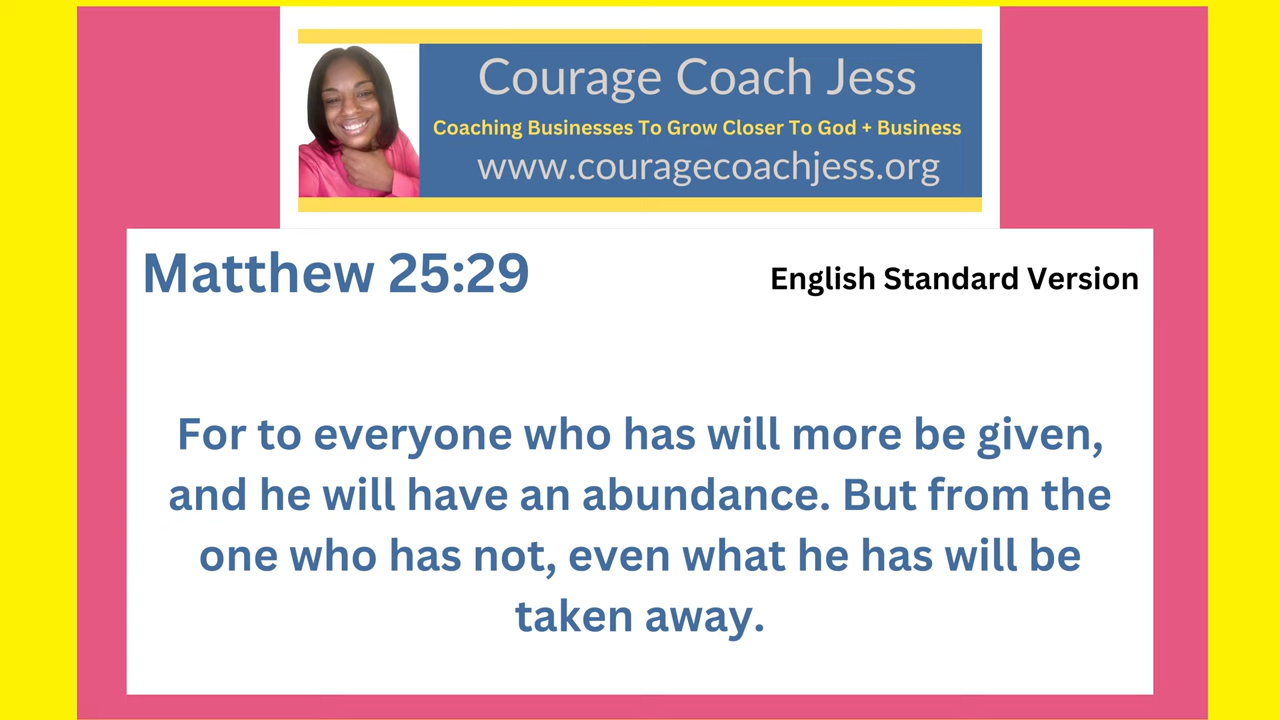 Courage Coach Jess
Coaching Businesses To Grow Closer To God + Business
www.couragecoachjess.org
Matthew 25:29
English Standard Version
For to everyone who has will more be given,
and he will have an abundance. But from the
one who has not, even what he has will be
taken away.